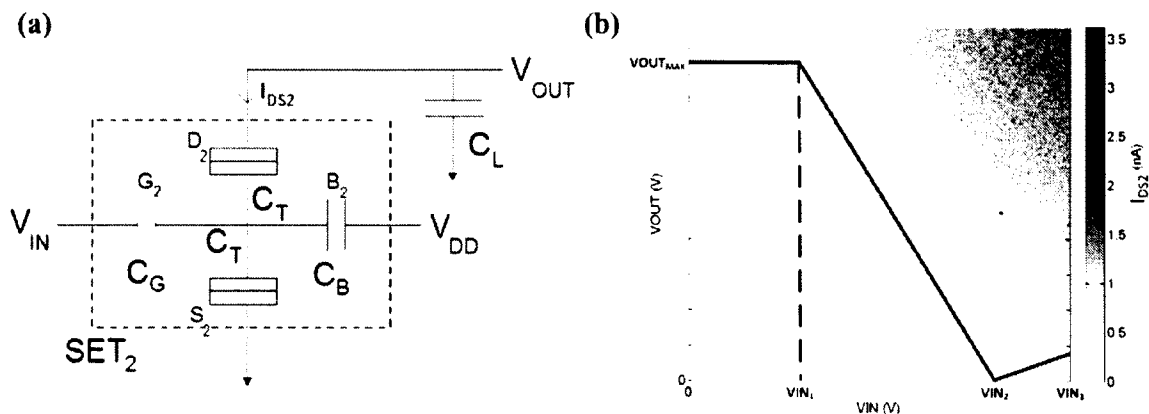 (a)
V_OUT
I_DS2
D_2
C_L
G_2
B_2
C_T
V_IN
V_DD
C_T
C_G
C_B
S_2
SET_2
(b)
VOUT_MAX
VOUT (V)
0
0
VIN_1
VIN_2
VIN_3
VIN (V)
3.5
3
2.5
2
1.5
1
0.5
0
I_DS2 (nA)